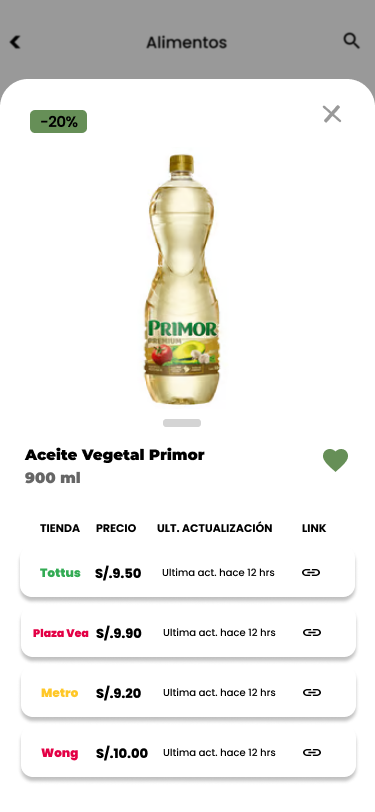 Alimentos
-20%
PRIMOR
PREMIUM
Aceite Vegetal Primor
900 ml
TIENDA PRECIO ULT. ACTUALIZACIÓN LINK
Tottus S/.9.50 Ultima act. hace 12 hrs
Plaza Vea S/.9.90 Ultima act. hace 12 hrs
Metro S/.9.20 Ultima act. hace 12 hrs
Wong S/.10.00 Ultima act. hace 12 hrs